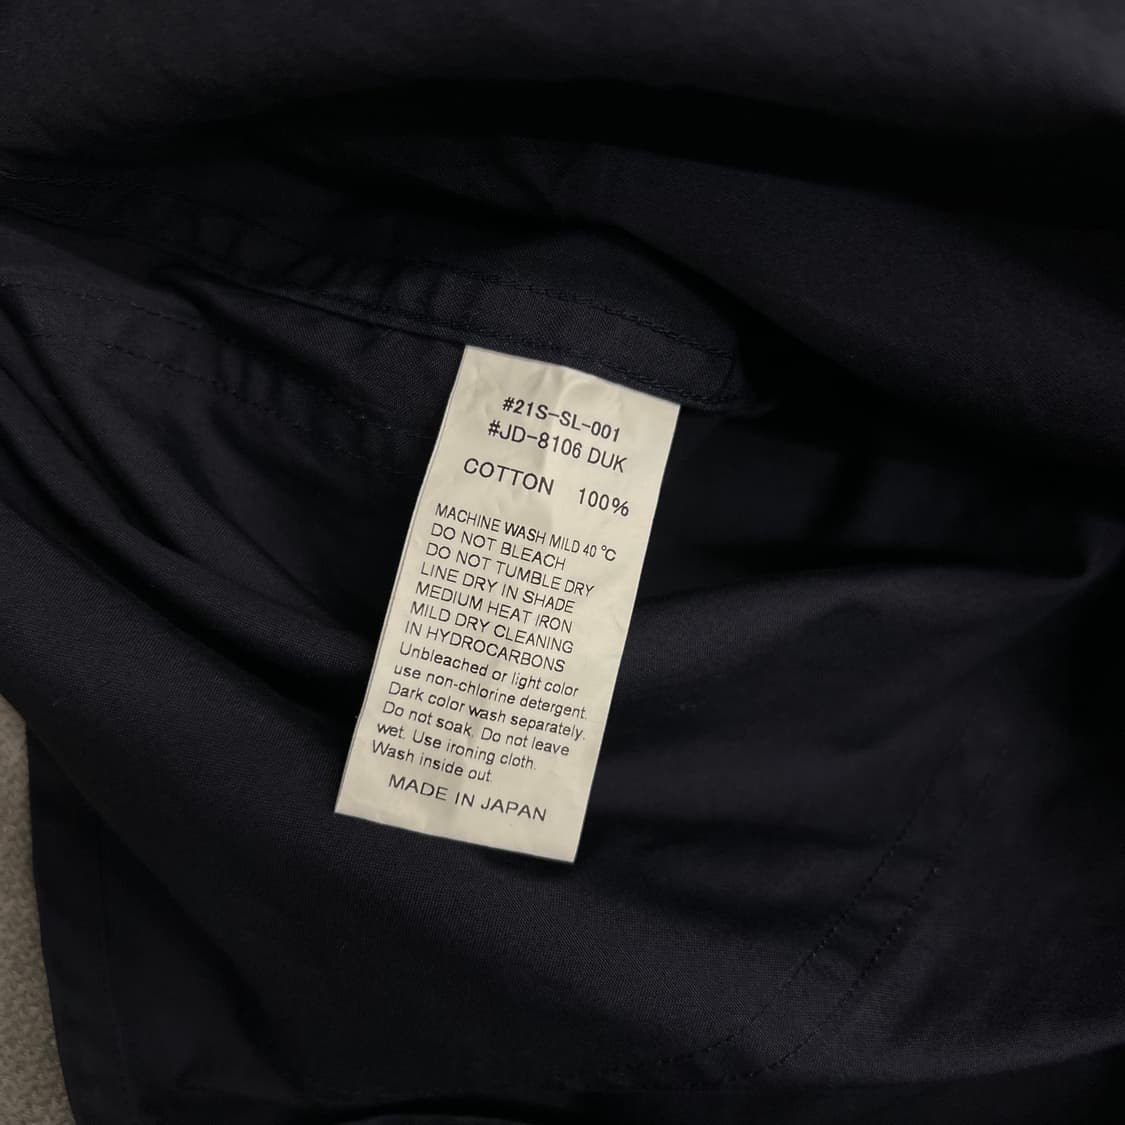 #21S-SL-001
#JD-8106 DUK
COTTON 100%
MACHINE WASH MILD 40 ℃
DO NOT BLEACH
DO NOT TUMBLE DRY
LINE DRY IN SHADE
MEDIUM HEAT IRON
MILD DRY CLEANING
IN HYDROCARBONS
Unbleached or light color
use non-chlorine detergent.
Dark color wash separately.
Do not soak. Do not leave
wet. Use ironing cloth.
Wash inside out.
MADE IN JAPAN